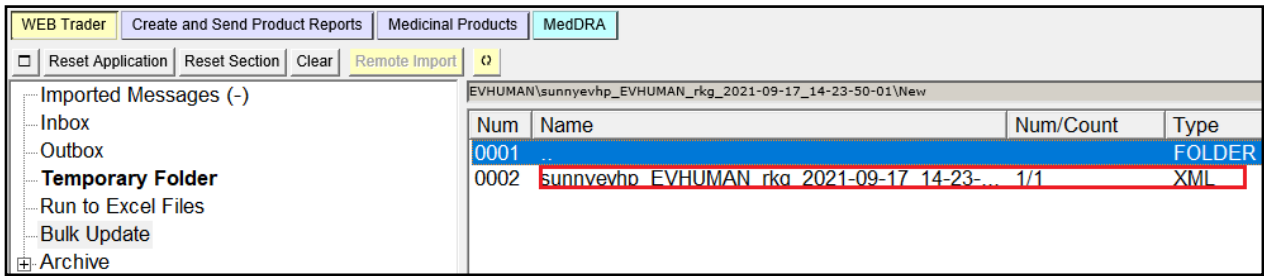 WEB Trader Create and Send Product Reports Medicinal Products MedDRA
Reset Application Reset Section Clear Remote Import
Imported Messages (-)
Inbox
Outbox
Temporary Folder
Run to Excel Files
Bulk Update
Archive
EVHUMAN\sunnyevhp_EVHUMAN_rkg_2021-09-17_14-23-50-01\New
Num Name Num/Count Type
0001 .. FOLDER
0002 sunnyevhp_EVHUMAN_rkg_2021-09-17_14-23-... 1/1 XML